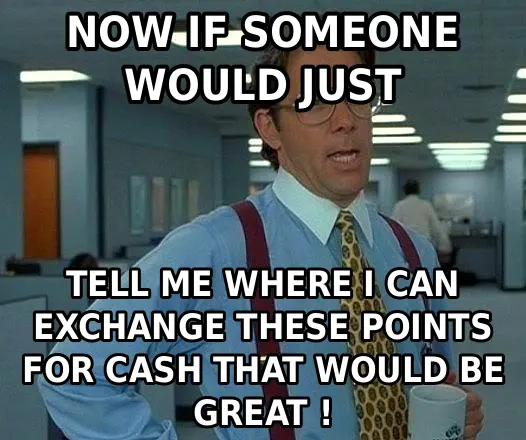 NOW IF SOMEONE
WOULD JUST
TELL ME WHERE I CAN
EXCHANGE THESE POINTS
FOR CASH THAT WOULD BE
GREAT !